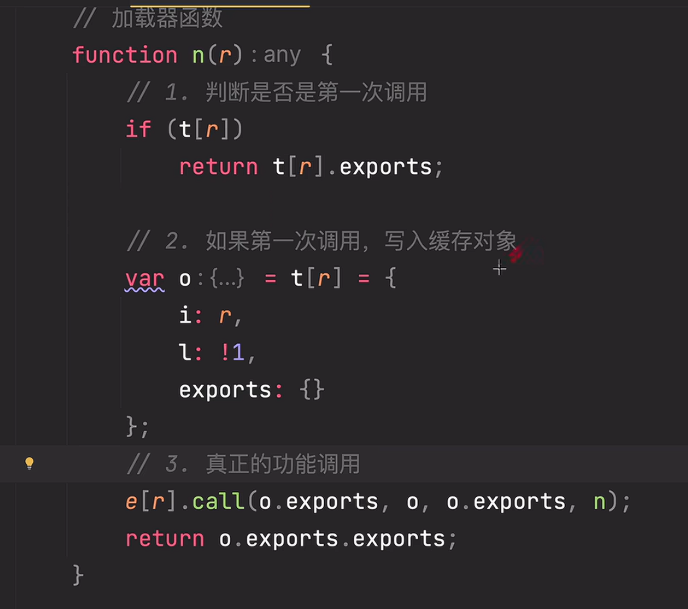 // 加载器函数
function n(r) : any {
// 1. 判断是否是第一次调用
if (t[r])
return t[r].exports;
// 2. 如果第一次调用，写入缓存对象
var o : {...} = t[r] = {
i: r,
l: !1,
exports: {}
};
// 3. 真正的功能调用
e[r].call(o.exports, o, o.exports, n);
return o.exports.exports;
}